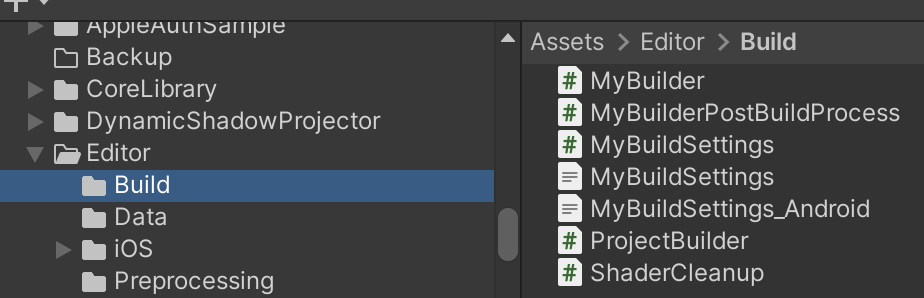 AppleAuthSample
Backup
CoreLibrary
DynamicShadowProjector
Editor
Build
Data
iOS
Preprocessing
Assets > Editor > Build
MyBuilder
MyBuilderPostBuildProcess
MyBuildSettings
MyBuildSettings
MyBuildSettings_Android
ProjectBuilder
ShaderCleanup